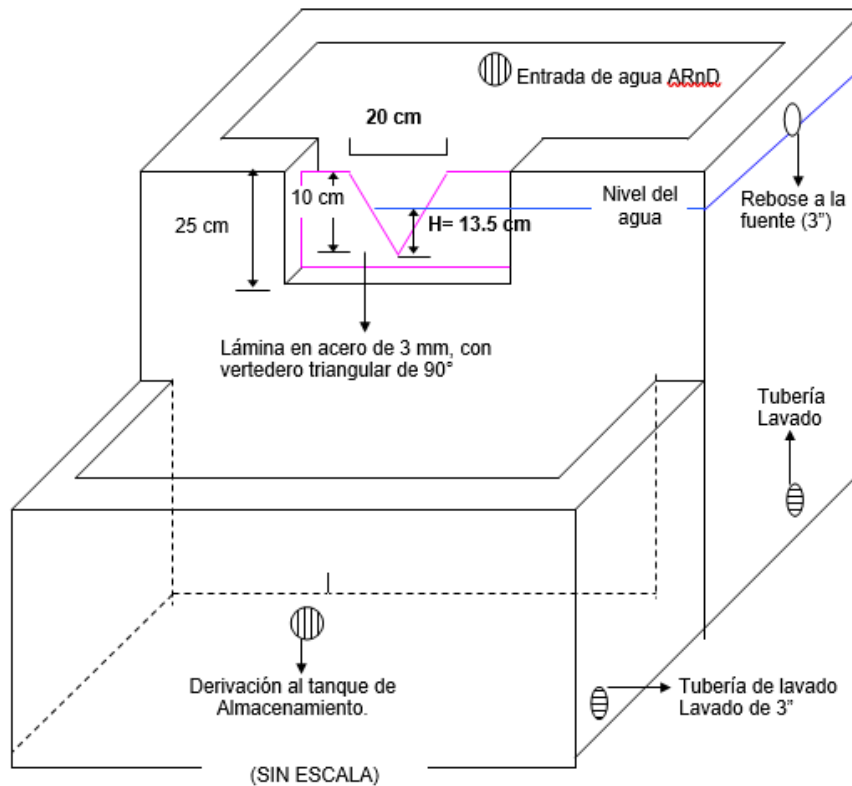 Entrada de agua ARnD
20 cm
10 cm
25 cm
H= 13.5 cm
Nivel del
agua
Rebose a la
fuente (3”)
Lámina en acero de 3 mm, con
vertedero triangular de 90°
Tubería
Lavado
Derivación al tanque de
Almacenamiento.
Tubería de lavado
Lavado de 3”
(SIN ESCALA)